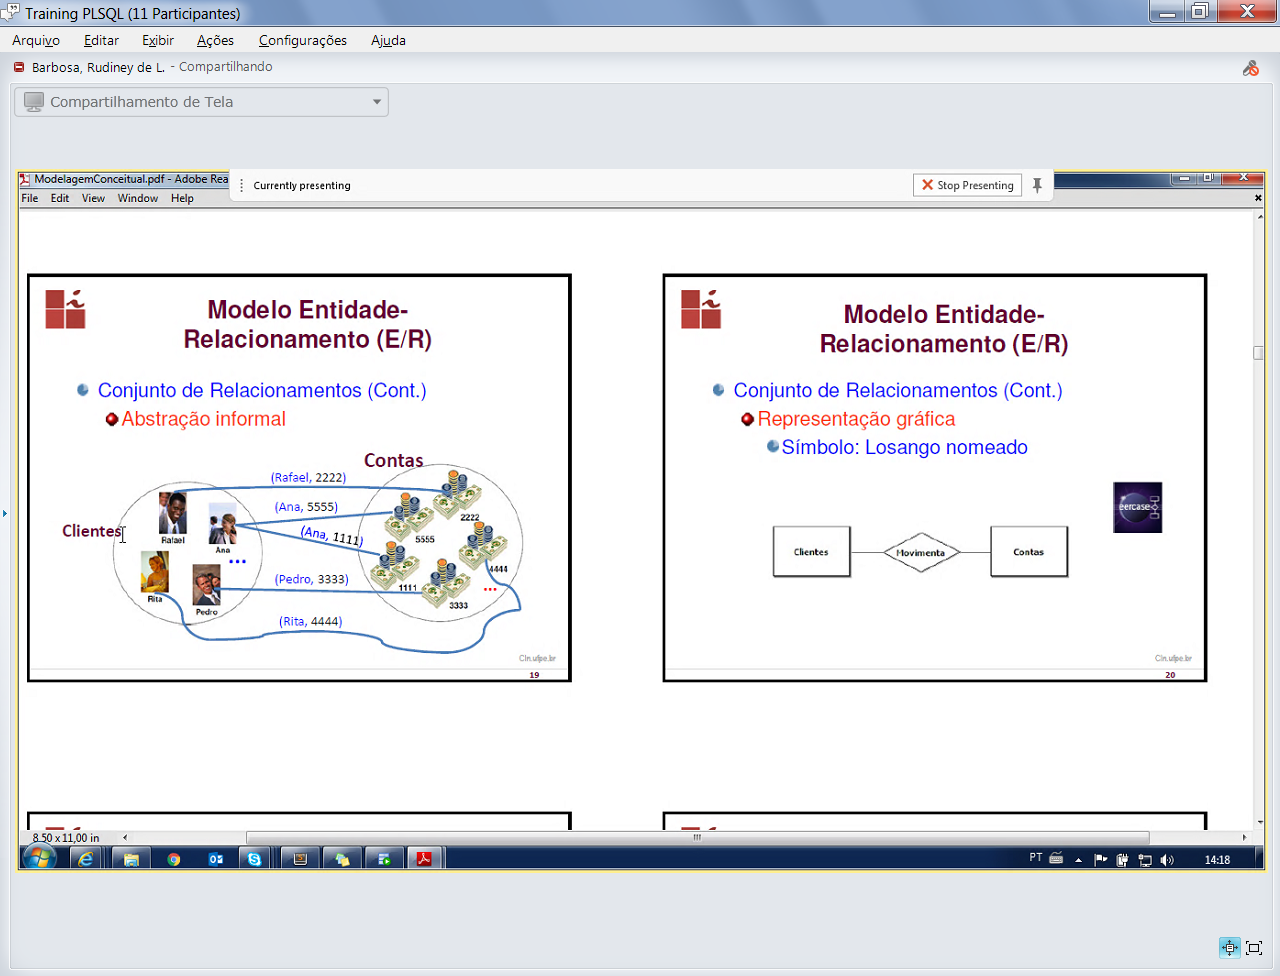 Training PLSQL (11 Participantes)
Arquivo Editar Exibir Ações Configurações Ajuda
Barbosa, Rudiney de L. - Compartilhando
Compartilhamento de Tela
ModelagemConceitual.pdf - Adobe Rea
Currently presenting
Stop Presenting
File Edit View Window Help
Modelo Entidade-
Relacionamento (E/R)
Conjunto de Relacionamentos (Cont.)
Abstração informal
Contas
Clientes
(Rafael, 2222)
(Ana, 5555)
(Ana, 1111)
(Pedro, 3333)
(Rita, 4444)
Rafael
Ana
Rita
Pedro
...
2222
5555
4444
1111
3333
...
CIn.ufpe.br
19
Modelo Entidade-
Relacionamento (E/R)
Conjunto de Relacionamentos (Cont.)
Representação gráfica
Símbolo: Losango nomeado
eercase
Clientes
Movimenta
Contas
CIn.ufpe.br
20
8,50 x 11,00 in
PT
14:18